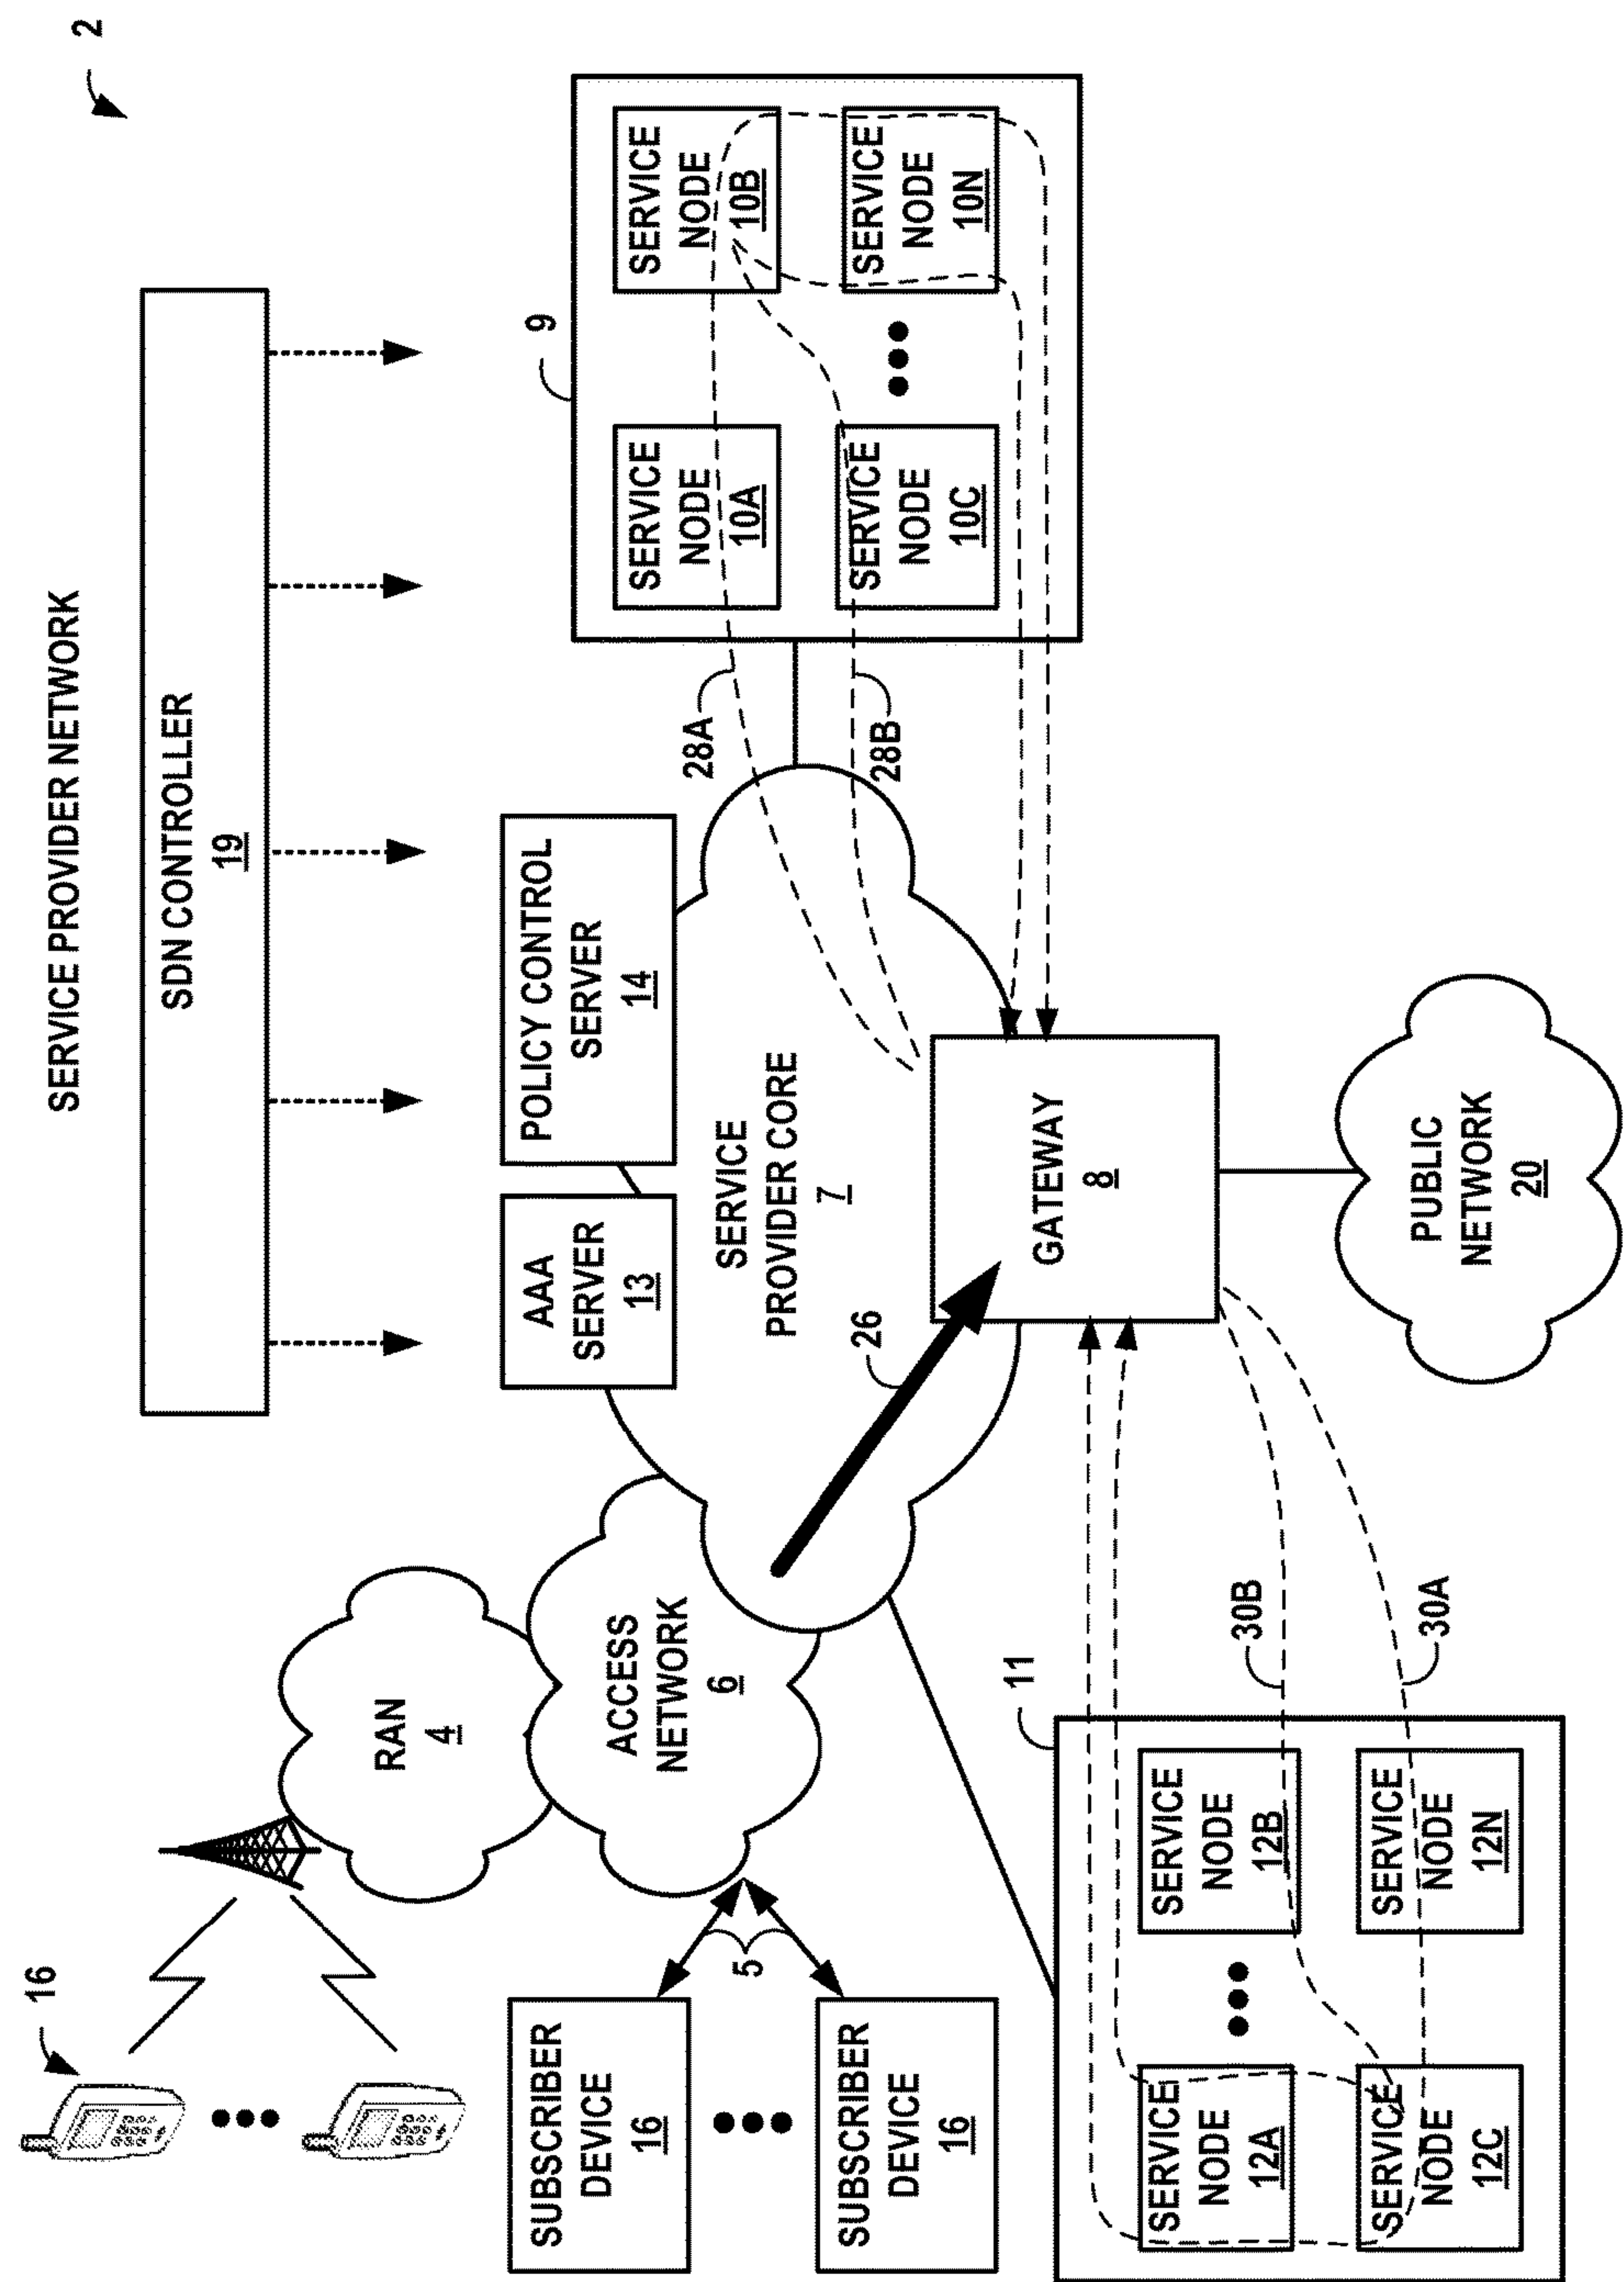 SERVICE PROVIDER NETWORK
2
SDN CONTROLLER
19
16
RAN
4
SUBSCRIBER
DEVICE
16
SUBSCRIBER
DEVICE
16
5
ACCESS
NETWORK
6
AAA
SERVER
13
POLICY CONTROL
SERVER
14
SERVICE
PROVIDER CORE
7
26
28A
28B
9
SERVICE
NODE
10A
SERVICE
NODE
10B
SERVICE
NODE
10C
SERVICE
NODE
10N
GATEWAY
8
11
30B
30A
SERVICE
NODE
12A
SERVICE
NODE
12B
SERVICE
NODE
12C
SERVICE
NODE
12N
PUBLIC
NETWORK
20